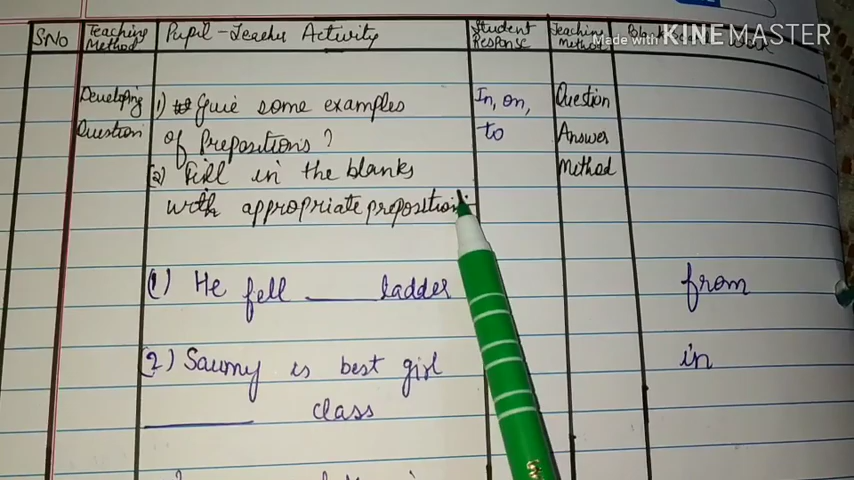 Made with KINEMASTER
S.No Teaching Method Pupil-Teacher Activity Student Response Teaching Method
Developing Question
1) Give some examples of Prepositions?
In, on, to
Question Answer Method
(2) Fill in the blanks
with appropriate preposition
(1) He fell ____ ladder from
(2) Saumy is best girl in
____ class